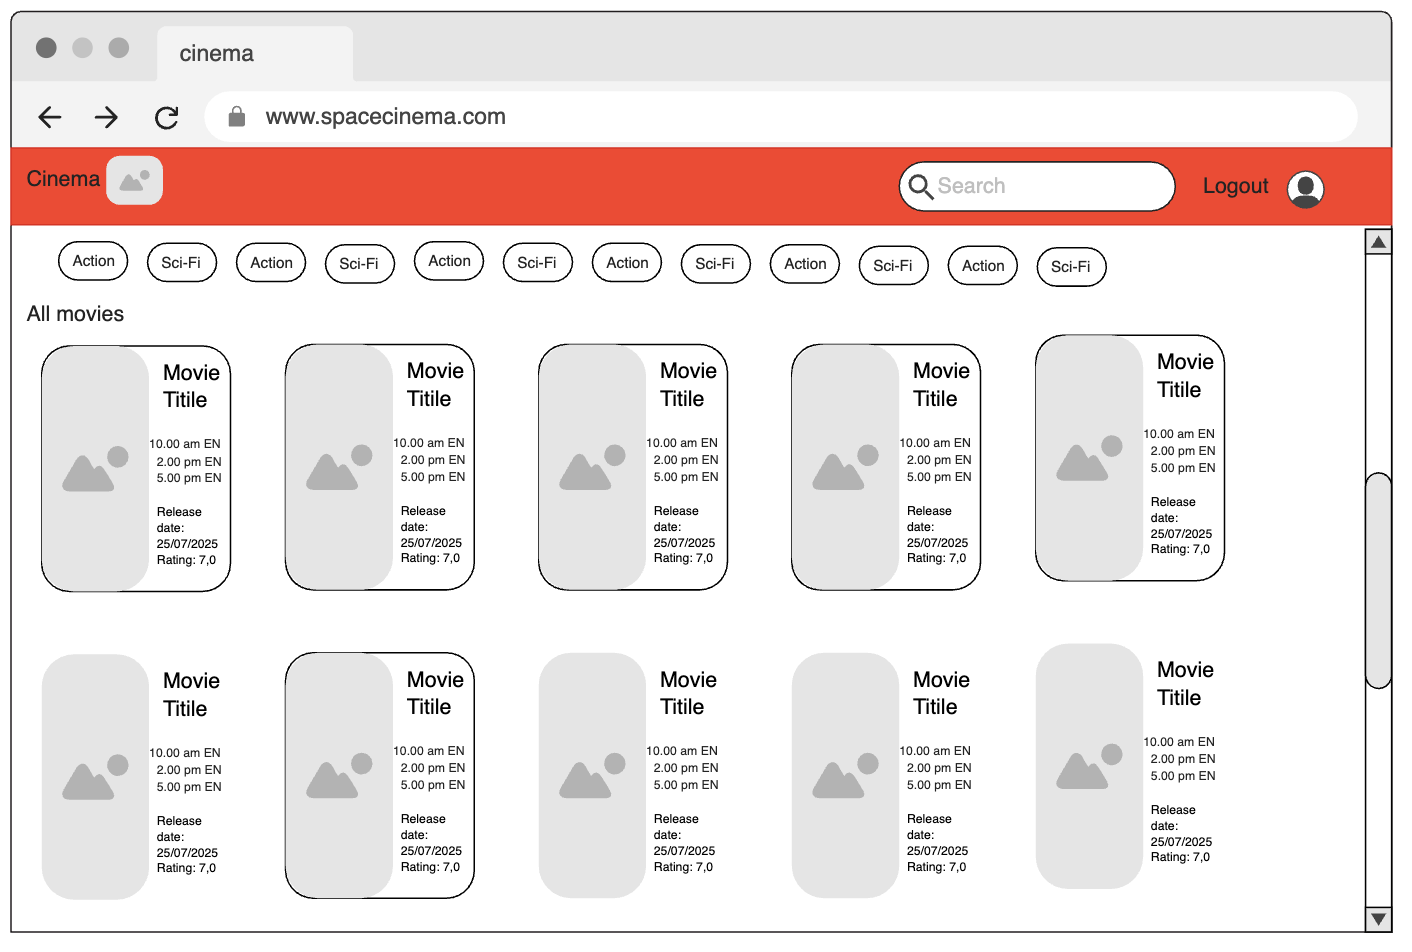 cinema
www.spacecinema.com
Cinema
Search
Logout
Action
Sci-Fi
Action
Sci-Fi
Action
Sci-Fi
Action
Sci-Fi
Action
Sci-Fi
Action
Sci-Fi
All movies
Movie
Titile
10.00 am EN
2.00 pm EN
5.00 pm EN
Release
date:
25/07/2025
Rating: 7,0
Movie
Titile
10.00 am EN
2.00 pm EN
5.00 pm EN
Release
date:
25/07/2025
Rating: 7,0
Movie
Titile
10.00 am EN
2.00 pm EN
5.00 pm EN
Release
date:
25/07/2025
Rating: 7,0
Movie
Titile
10.00 am EN
2.00 pm EN
5.00 pm EN
Release
date:
25/07/2025
Rating: 7,0
Movie
Titile
10.00 am EN
2.00 pm EN
5.00 pm EN
Release
date:
25/07/2025
Rating: 7,0
Movie
Titile
10.00 am EN
2.00 pm EN
5.00 pm EN
Release
date:
25/07/2025
Rating: 7,0
Movie
Titile
10.00 am EN
2.00 pm EN
5.00 pm EN
Release
date:
25/07/2025
Rating: 7,0
Movie
Titile
10.00 am EN
2.00 pm EN
5.00 pm EN
Release
date:
25/07/2025
Rating: 7,0
Movie
Titile
10.00 am EN
2.00 pm EN
5.00 pm EN
Release
date:
25/07/2025
Rating: 7,0
Movie
Titile
10.00 am EN
2.00 pm EN
5.00 pm EN
Release
date:
25/07/2025
Rating: 7,0